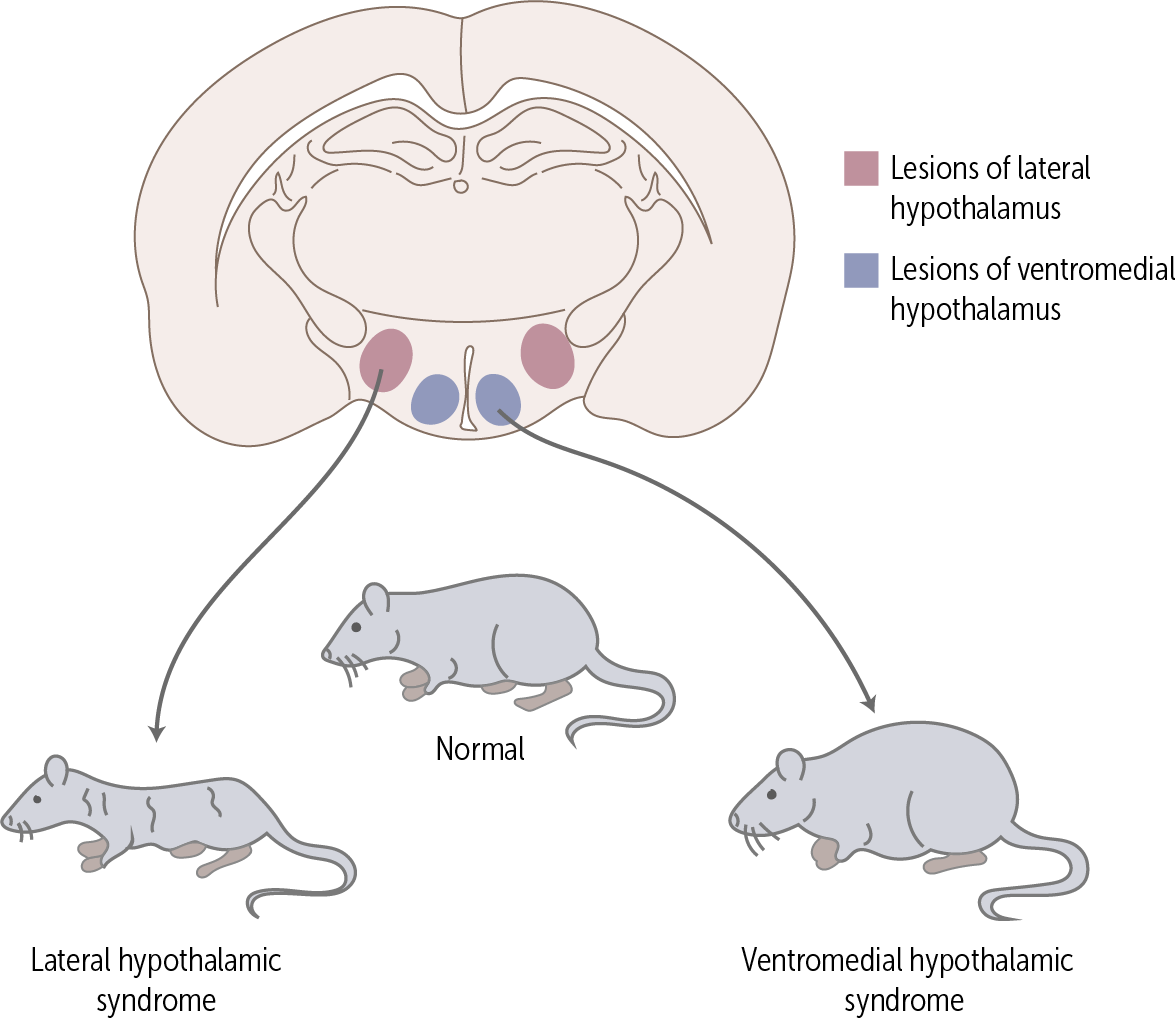 Lesions of lateral
hypothalamus
Lesions of ventromedial
hypothalamus
Normal
Lateral hypothalamic
syndrome
Ventromedial hypothalamic
syndrome